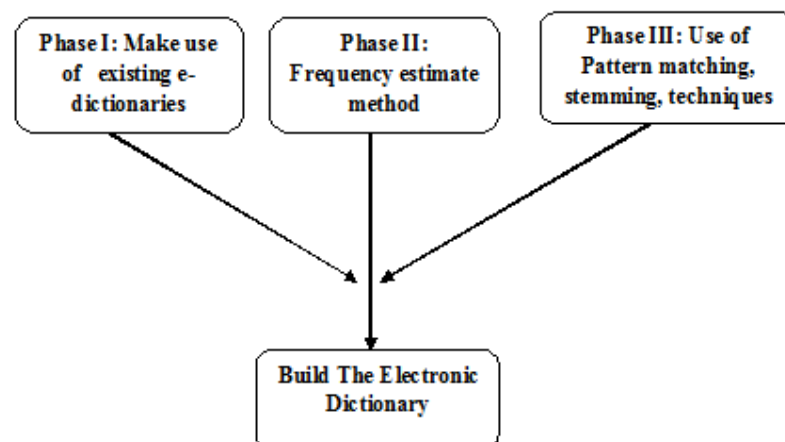 Phase I: Make use
of existing e-
dictionaries
Phase II:
Frequency estimate
method
Phase III: Use of
Pattern matching,
stemming, techniques
Build The Electronic
Dictionary